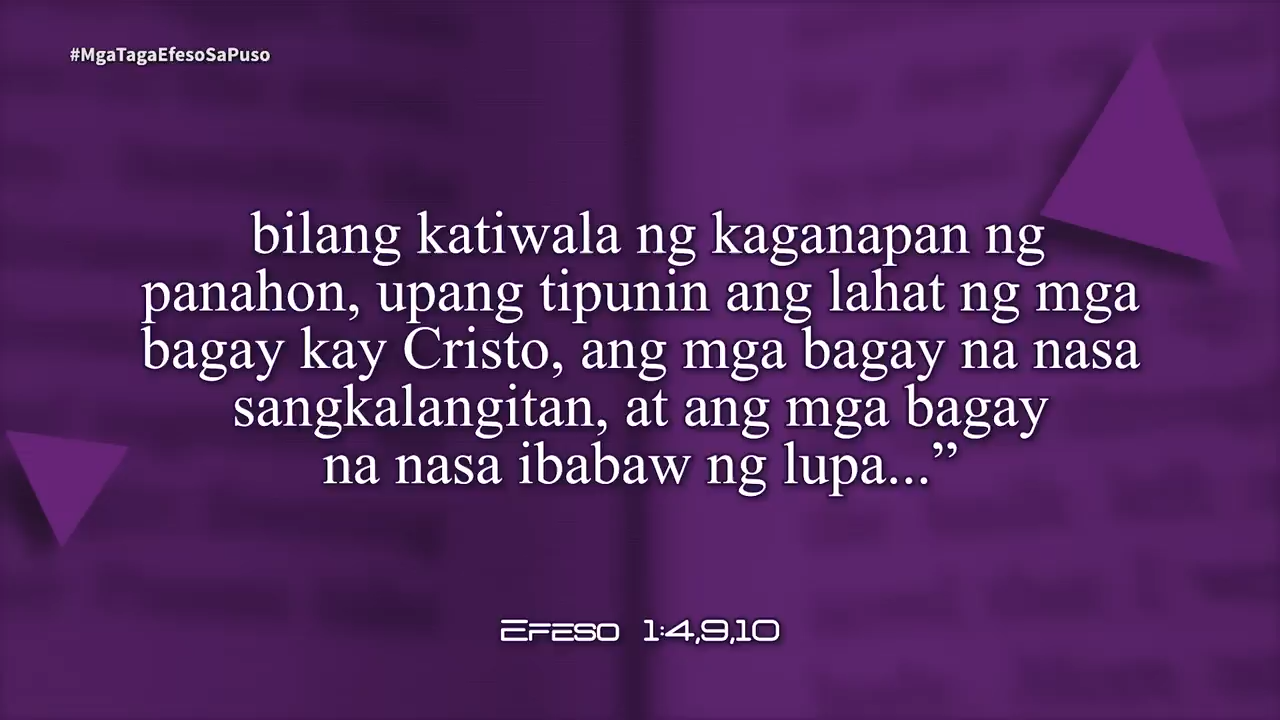 #MgaTagaEfesoSaPuso
bilang katiwala ng kaganapan ng
panahon, upang tipunin ang lahat ng mga
bagay kay Cristo, ang mga bagay na nasa
sangkalangitan, at ang mga bagay
na nasa ibabaw ng lupa...”
Efeso 1:4,9,10